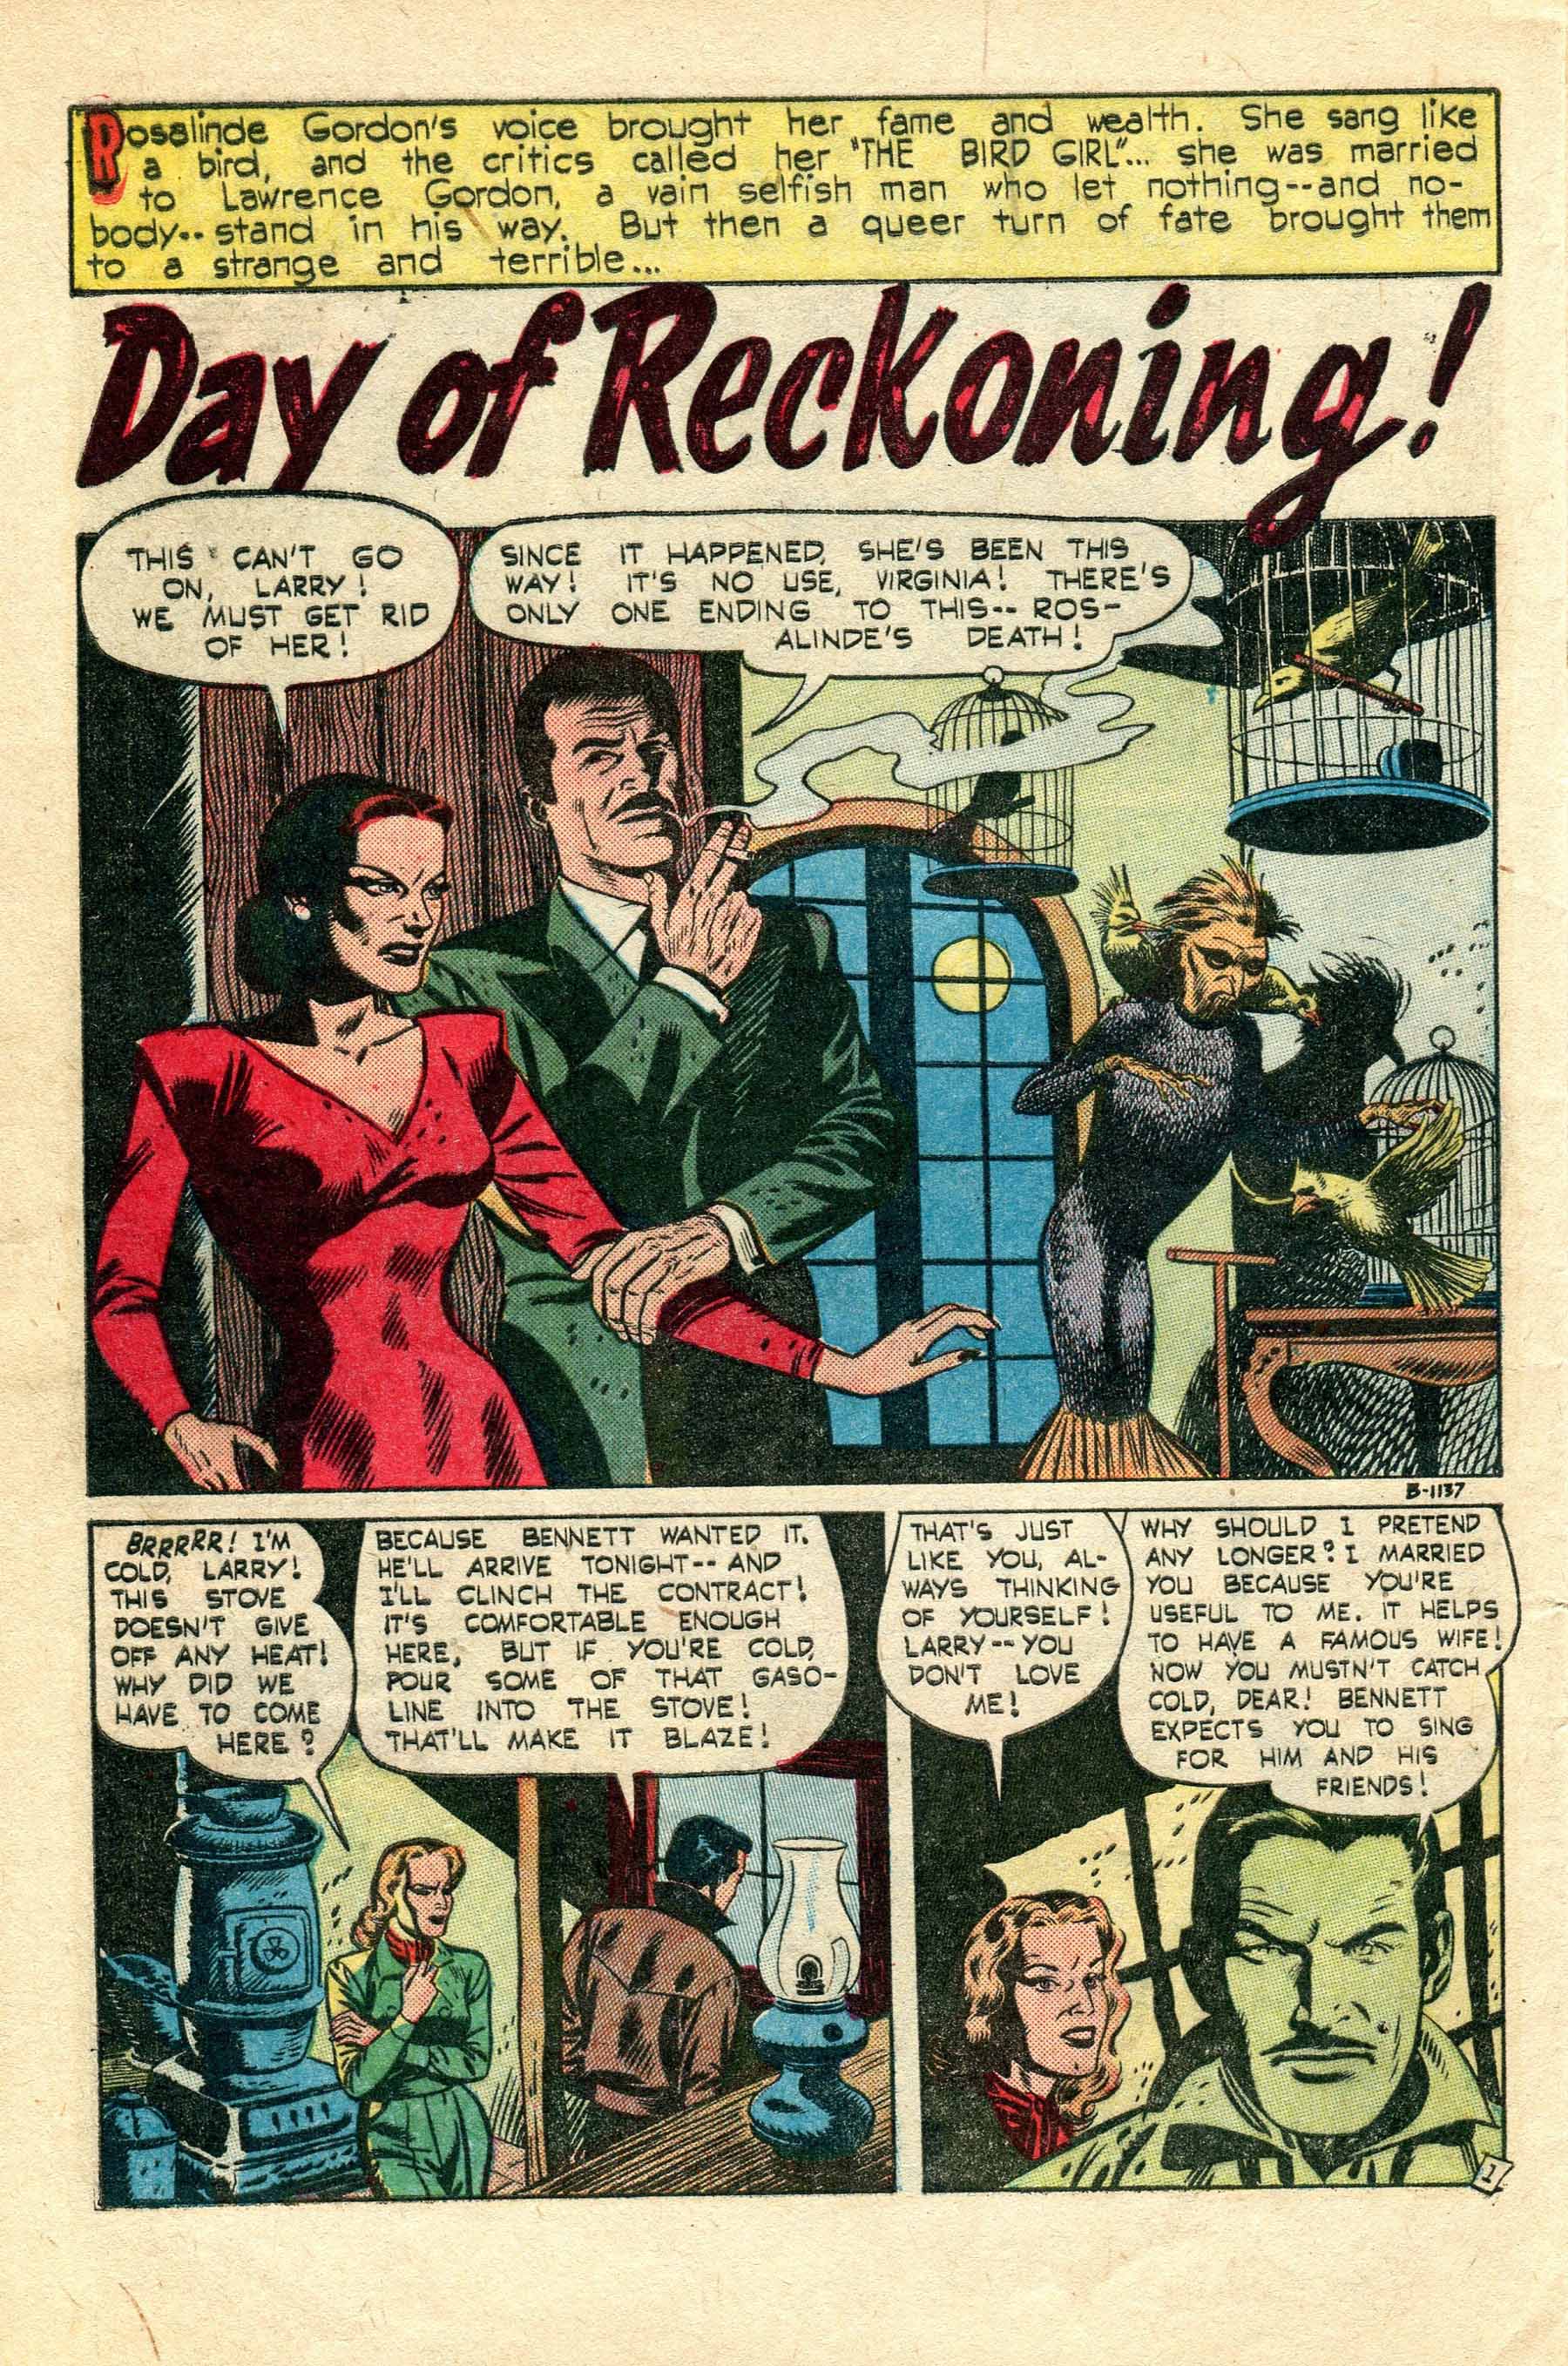 Rosalinde Gordon's voice brought her fame and wealth. She sang like
a bird, and the critics called her "THE BIRD GIRL"... she was married
to Lawrence Gordon, a vain selfish man who let nothing--and no-
body-- stand in his way. But then a queer turn of fate brought them
to a strange and terrible...
Day of Reckoning!
THIS CAN'T GO
ON, LARRY!
WE MUST GET RID
OF HER!
SINCE IT HAPPENED, SHE'S BEEN THIS
WAY! IT'S NO USE, VIRGINIA! THERE'S
ONLY ONE ENDING TO THIS-- ROS-
ALINDE'S DEATH!
B-1137
BRRRRR! I'M
COLD, LARRY!
THIS STOVE
DOESN'T GIVE
OFF ANY HEAT!
WHY DID WE
HAVE TO COME
HERE?
BECAUSE BENNETT WANTED IT.
HE'LL ARRIVE TONIGHT-- AND
I'LL CLINCH THE CONTRACT!
IT'S COMFORTABLE ENOUGH
HERE, BUT IF YOU'RE COLD,
POUR SOME OF THAT GASO-
LINE INTO THE STOVE!
THAT'LL MAKE IT BLAZE!
THAT'S JUST
LIKE YOU, AL-
WAYS THINKING
OF YOURSELF!
LARRY-- YOU
DON'T LOVE
ME!
WHY SHOULD I PRETEND
ANY LONGER? I MARRIED
YOU BECAUSE YOU'RE
USEFUL TO ME. IT HELPS
TO HAVE A FAMOUS WIFE!
NOW YOU MUSTN'T CATCH
COLD, DEAR! BENNETT
EXPECTS YOU TO SING
FOR HIM AND HIS
FRIENDS!
1